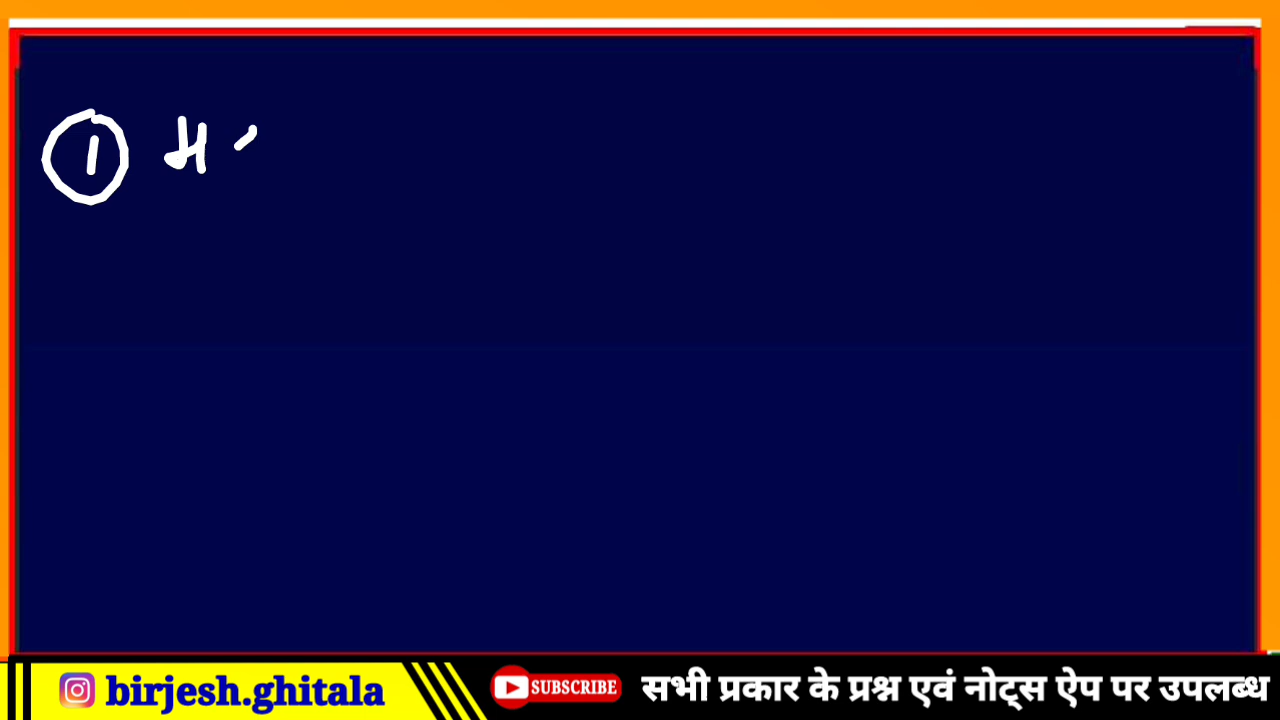 ① म
birjesh.ghitala
SUBSCRIBE
सभी प्रकार के प्रश्न एवं नोट्स ऐप पर उपलब्ध